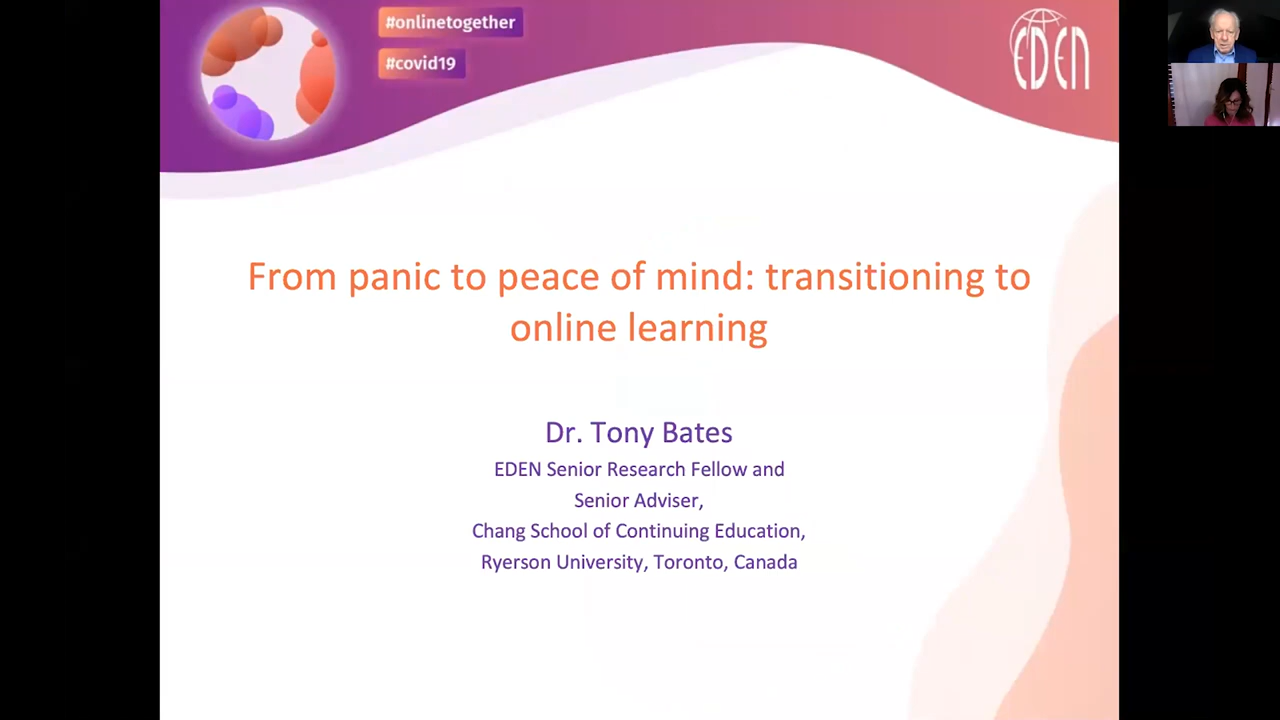 #onlinetogether
#covid19
EDEN
From panic to peace of mind: transitioning to
online learning
Dr. Tony Bates
EDEN Senior Research Fellow and
Senior Adviser,
Chang School of Continuing Education,
Ryerson University, Toronto, Canada